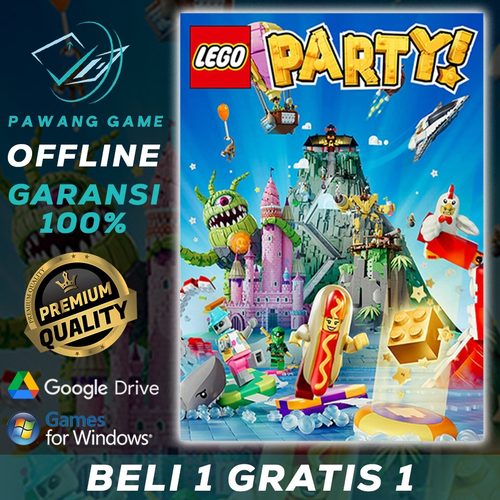 LEGO
PARTY!
PAWANG GAME
OFFLINE
GARANSI
100%
PREMIUM
QUALITY
Google Drive
Games
for Windows®
BELI 1 GRATIS 1